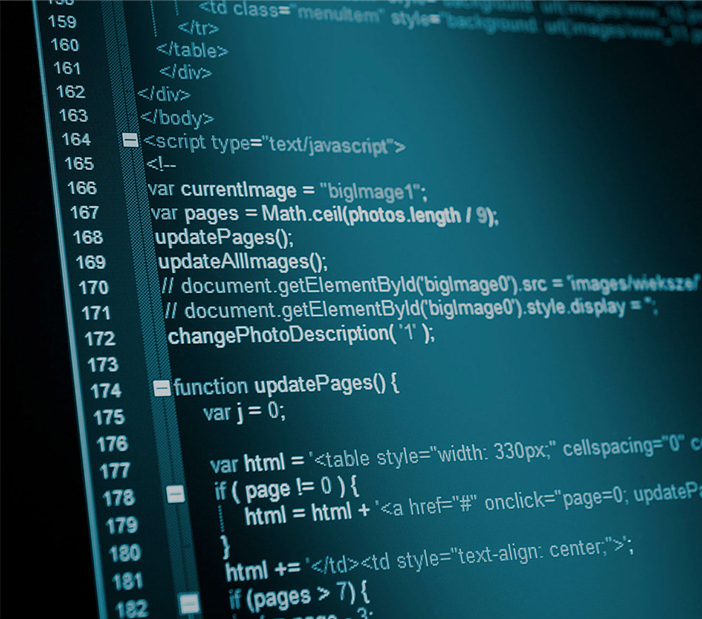 158 <td class="menuitem" style="background: url(images/
159 </tr>
160 </table>
161 </div>
162 </div>
163 </body>
164 <script type="text/javascript">
165 <!--
166 var currentImage = "bigImage1";
167 var pages = Math.ceil(photos.length / 9);
168 updatePages();
169 updateAllImages();
170 // document.getElementById('bigImage0').src = 'images/wieksze/'
171 // document.getElementById('bigImage0').style.display = '';
172 changePhotoDescription( '1' );
173
174 function updatePages() {
175 var j = 0;
176
177 var html = '<table style="width: 330px;" cellspacing="0"
178 if ( page != 0 ) {
179 html = html + '<a href="#" onclick="page=0; updatePa
180 }
181 html += '</td><td style="text-align: center;">';
182 if (pages > 7) {
= page - 3;